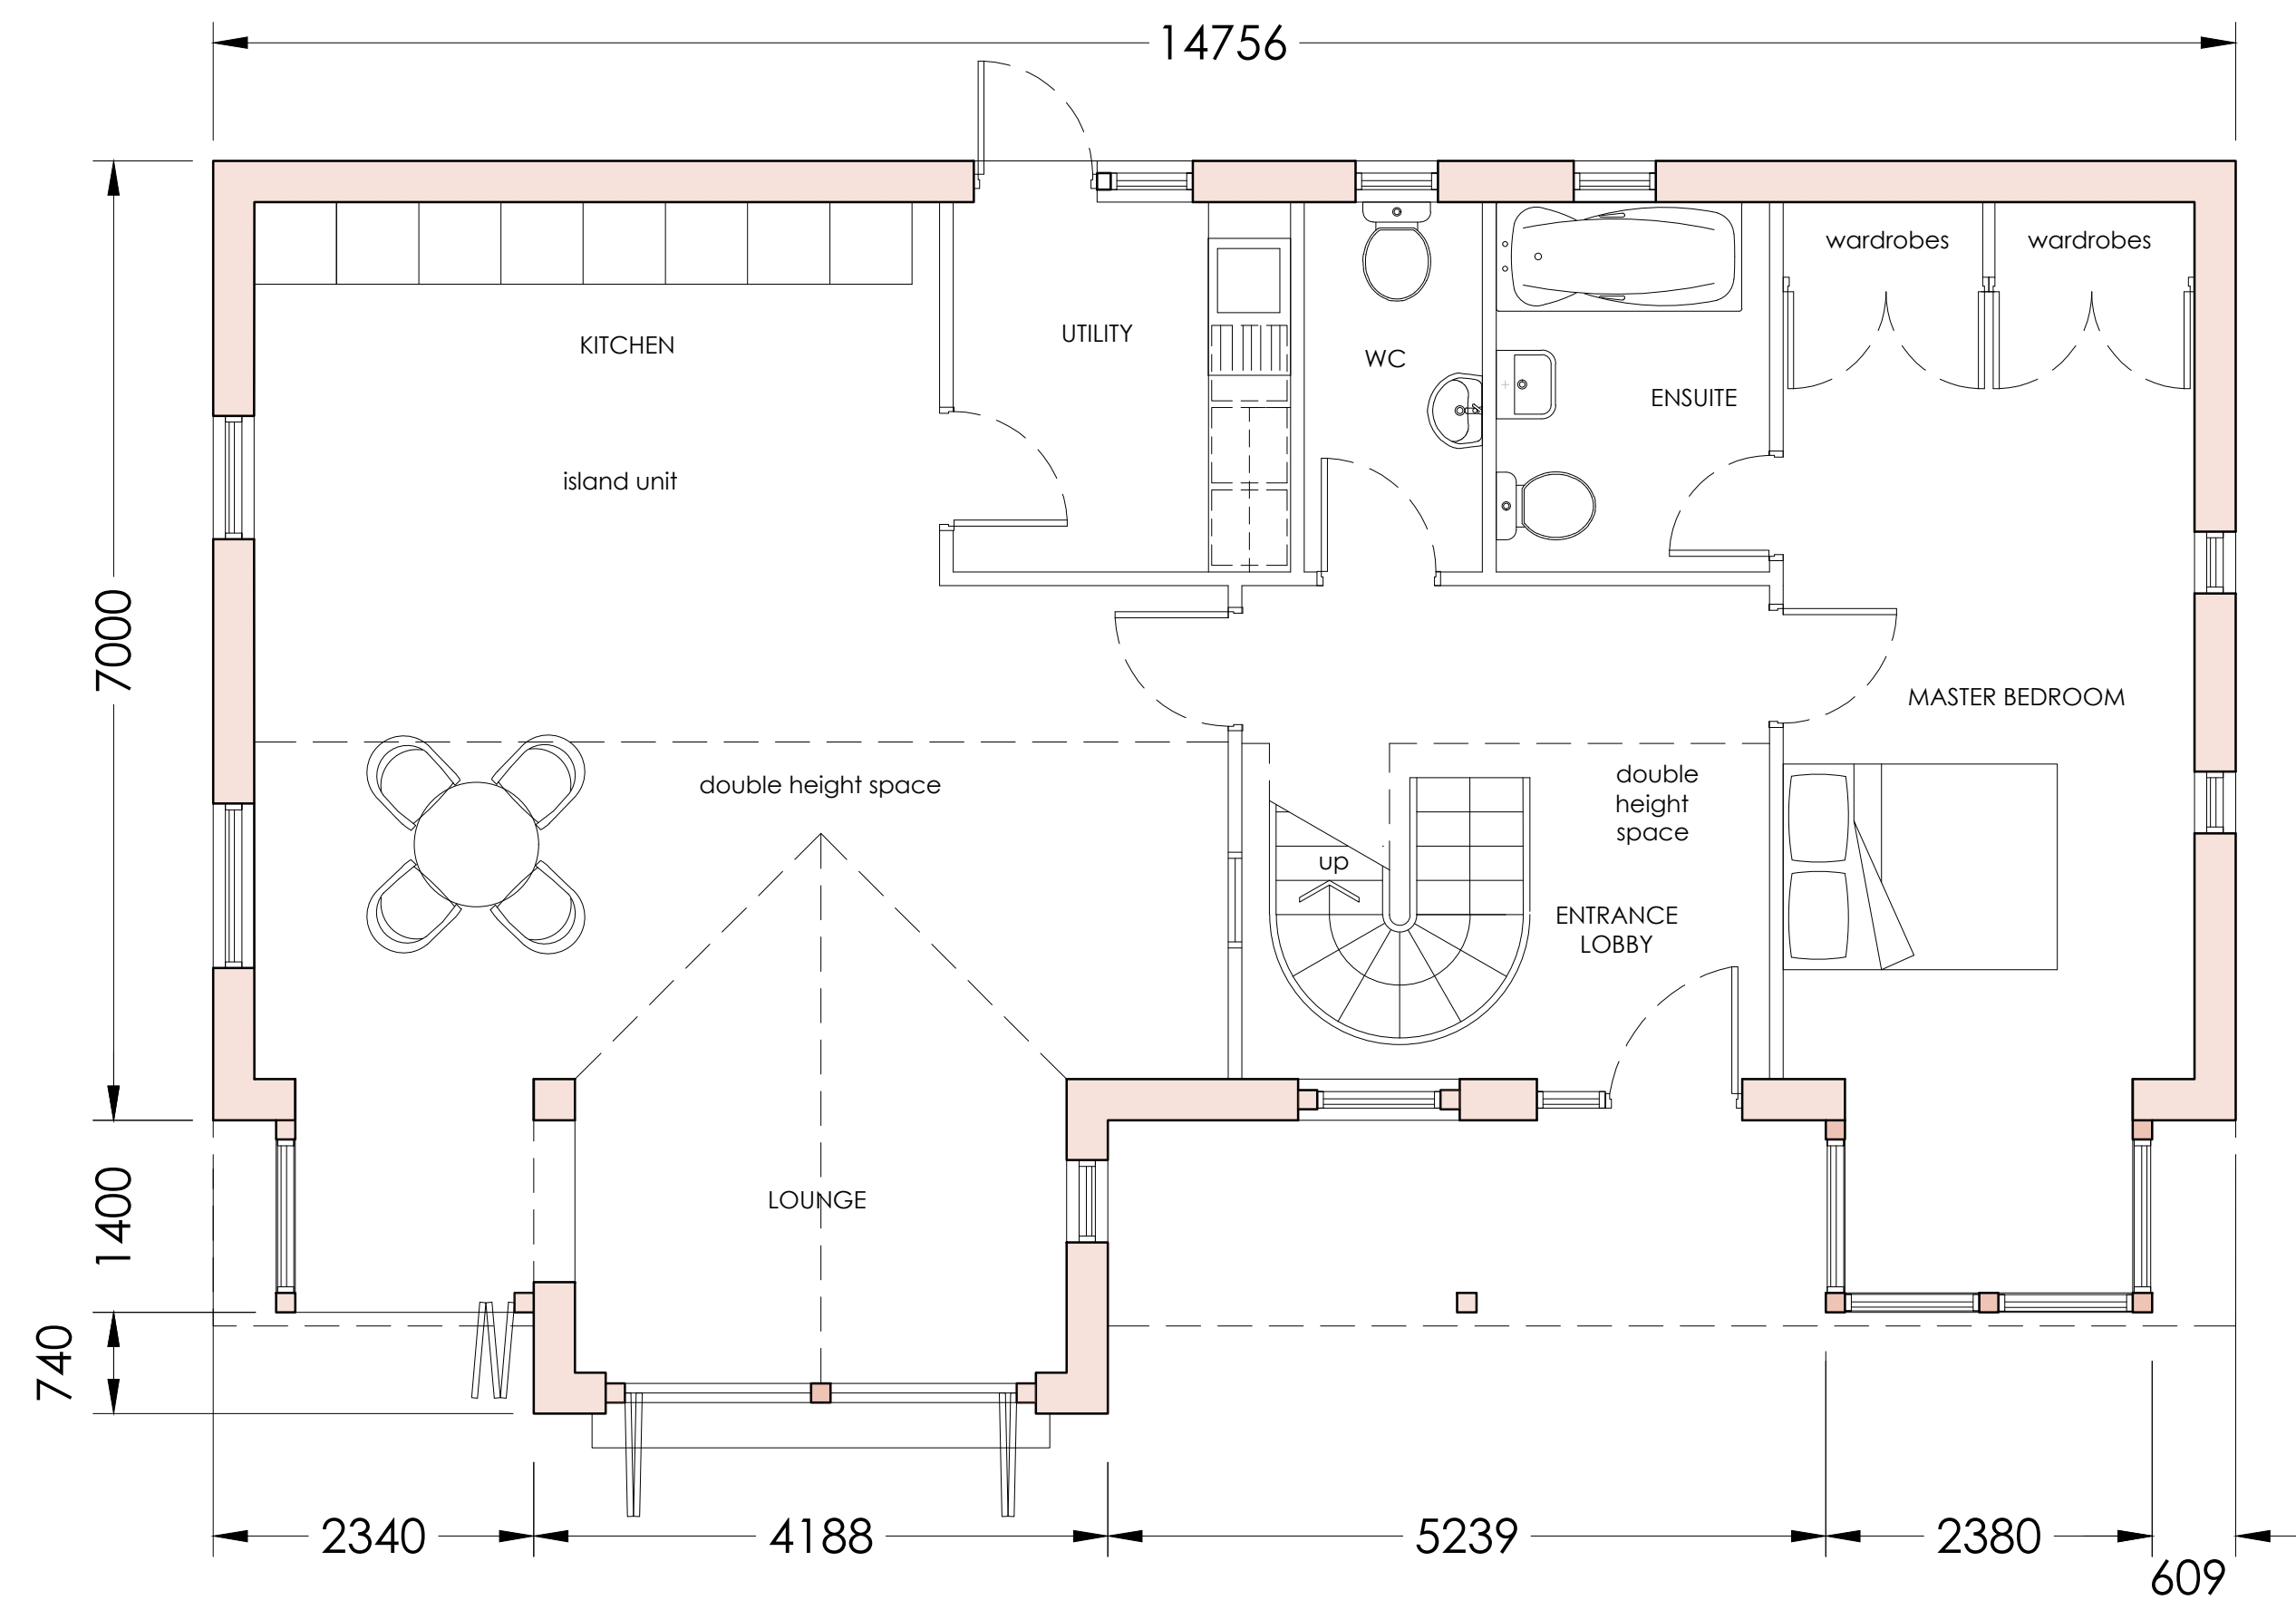 14756
wardrobes
wardrobes
KITCHEN
UTILITY
WC
ENSUITE
island unit
7000
MASTER BEDROOM
double height space
double
height
space
up
ENTRANCE
LOBBY
1400
LOUNGE
740
2340
4188
5239
2380
609